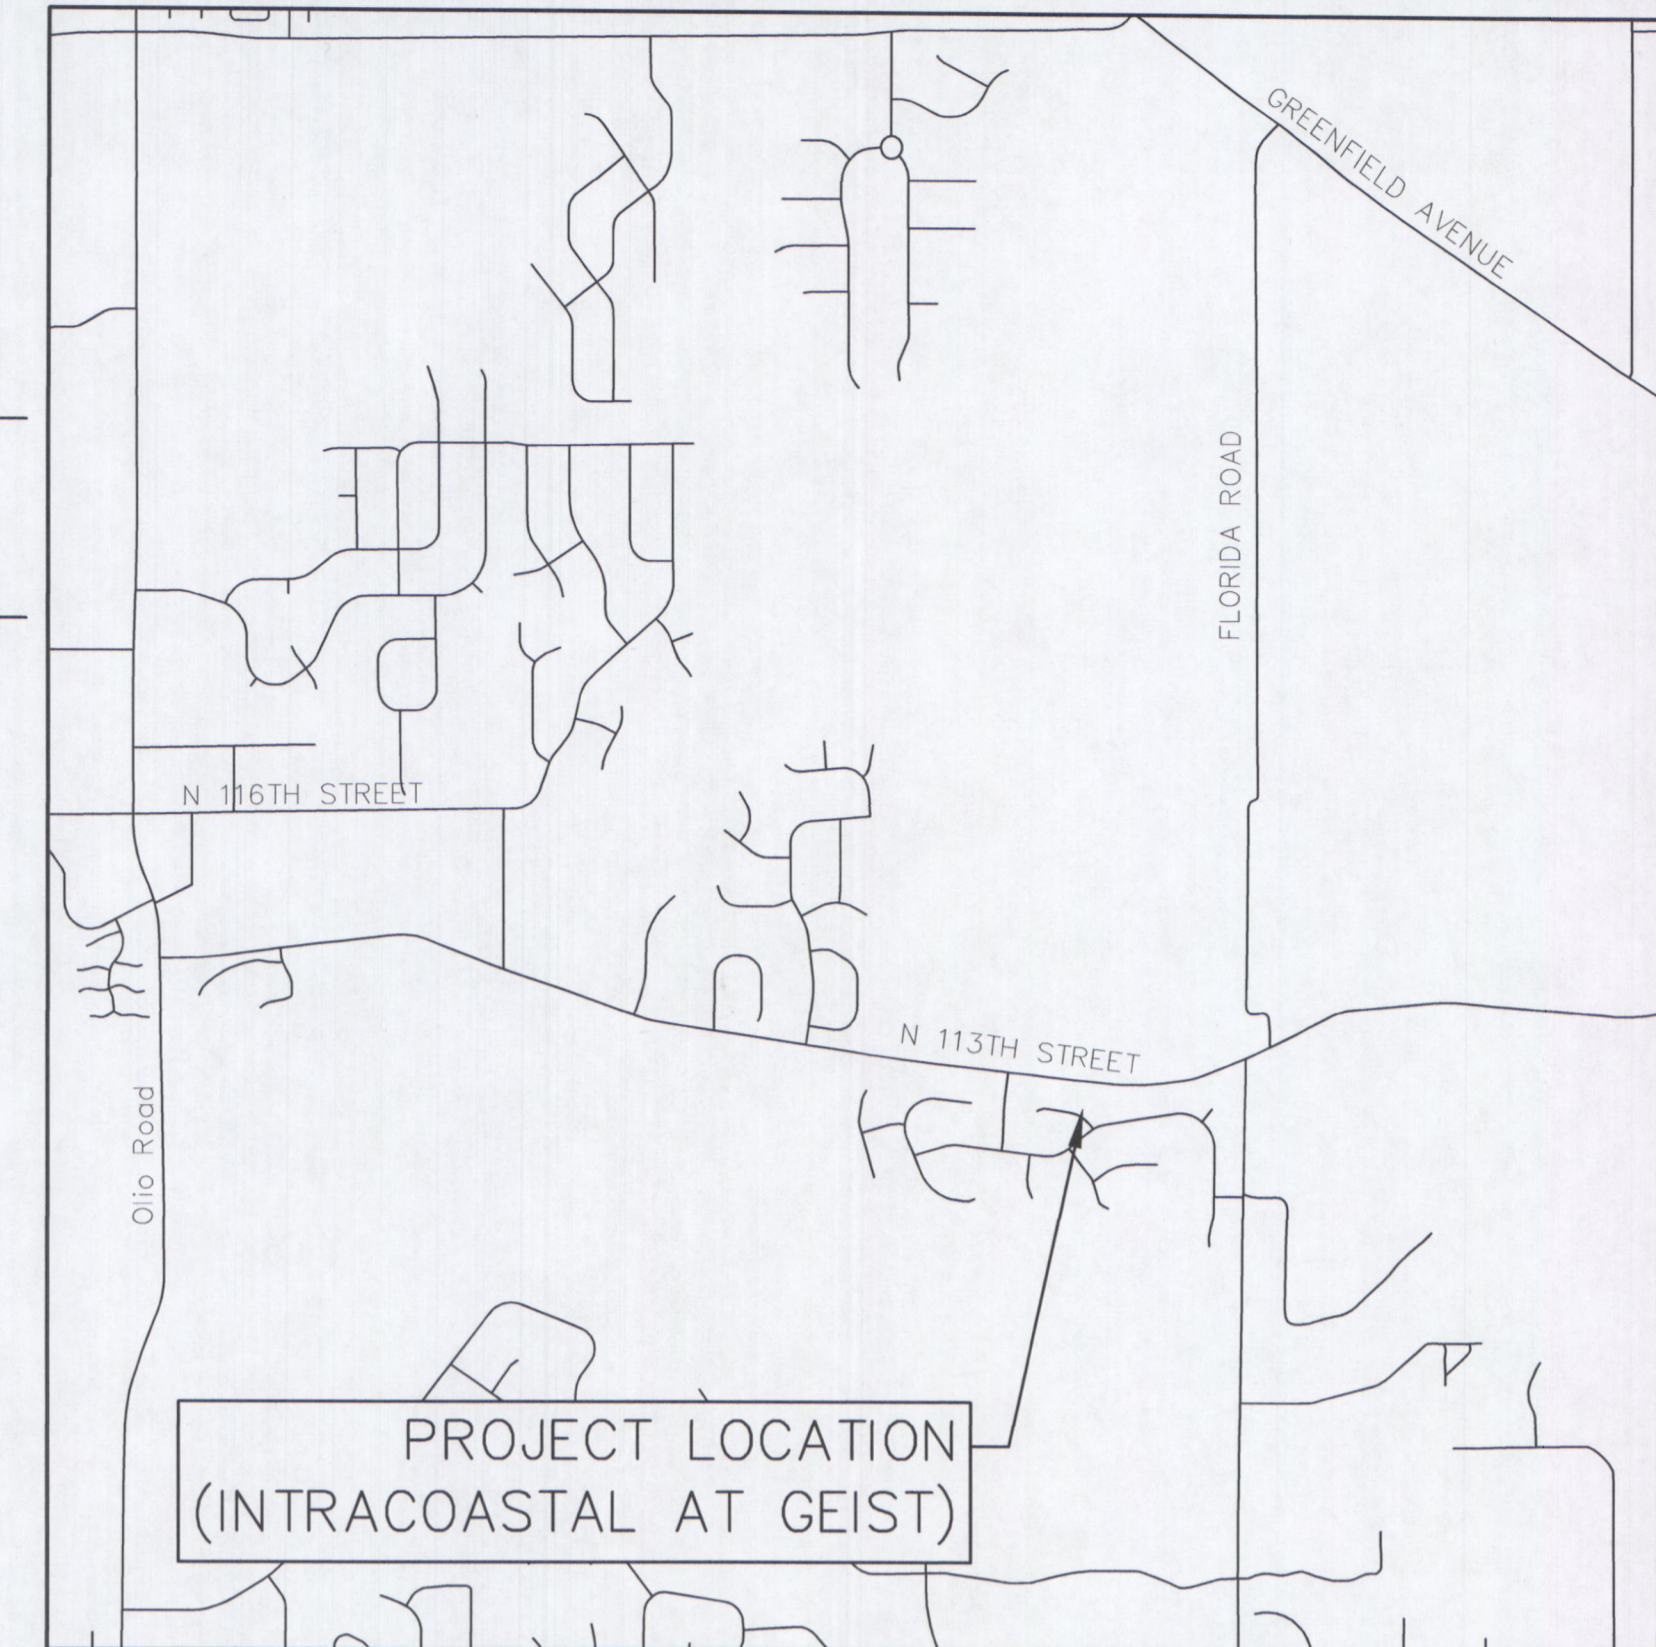 GREENFIELD AVENUE
FLORIDA ROAD
N 116TH STREET
N 113TH STREET
Olio Road
PROJECT LOCATION
(INTRACOASTAL AT GEIST)